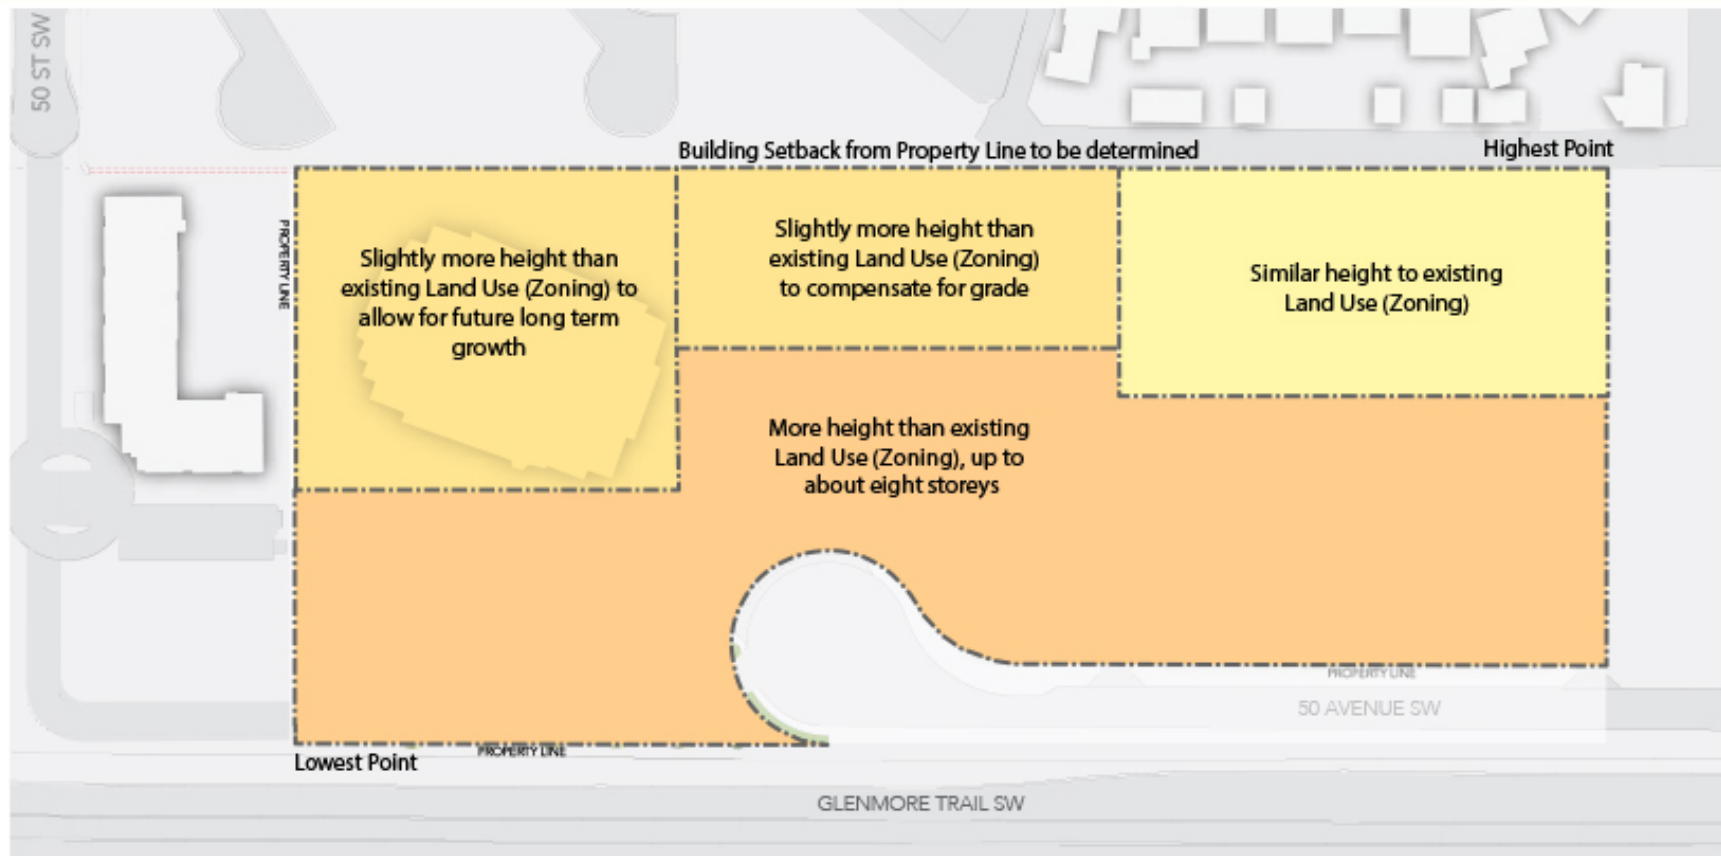 50 ST SW
Building Setback from Property Line to be determined
Highest Point
PROPERTY LINE
Slightly more height than
existing Land Use (Zoning) to
allow for future long term
growth
Slightly more height than
existing Land Use (Zoning)
to compensate for grade
Similar height to existing
Land Use (Zoning)
More height than existing
Land Use (Zoning), up to
about eight storeys
PROPERTY LINE
50 AVENUE SW
PROPERTY LINE
Lowest Point
GLENMORE TRAIL SW